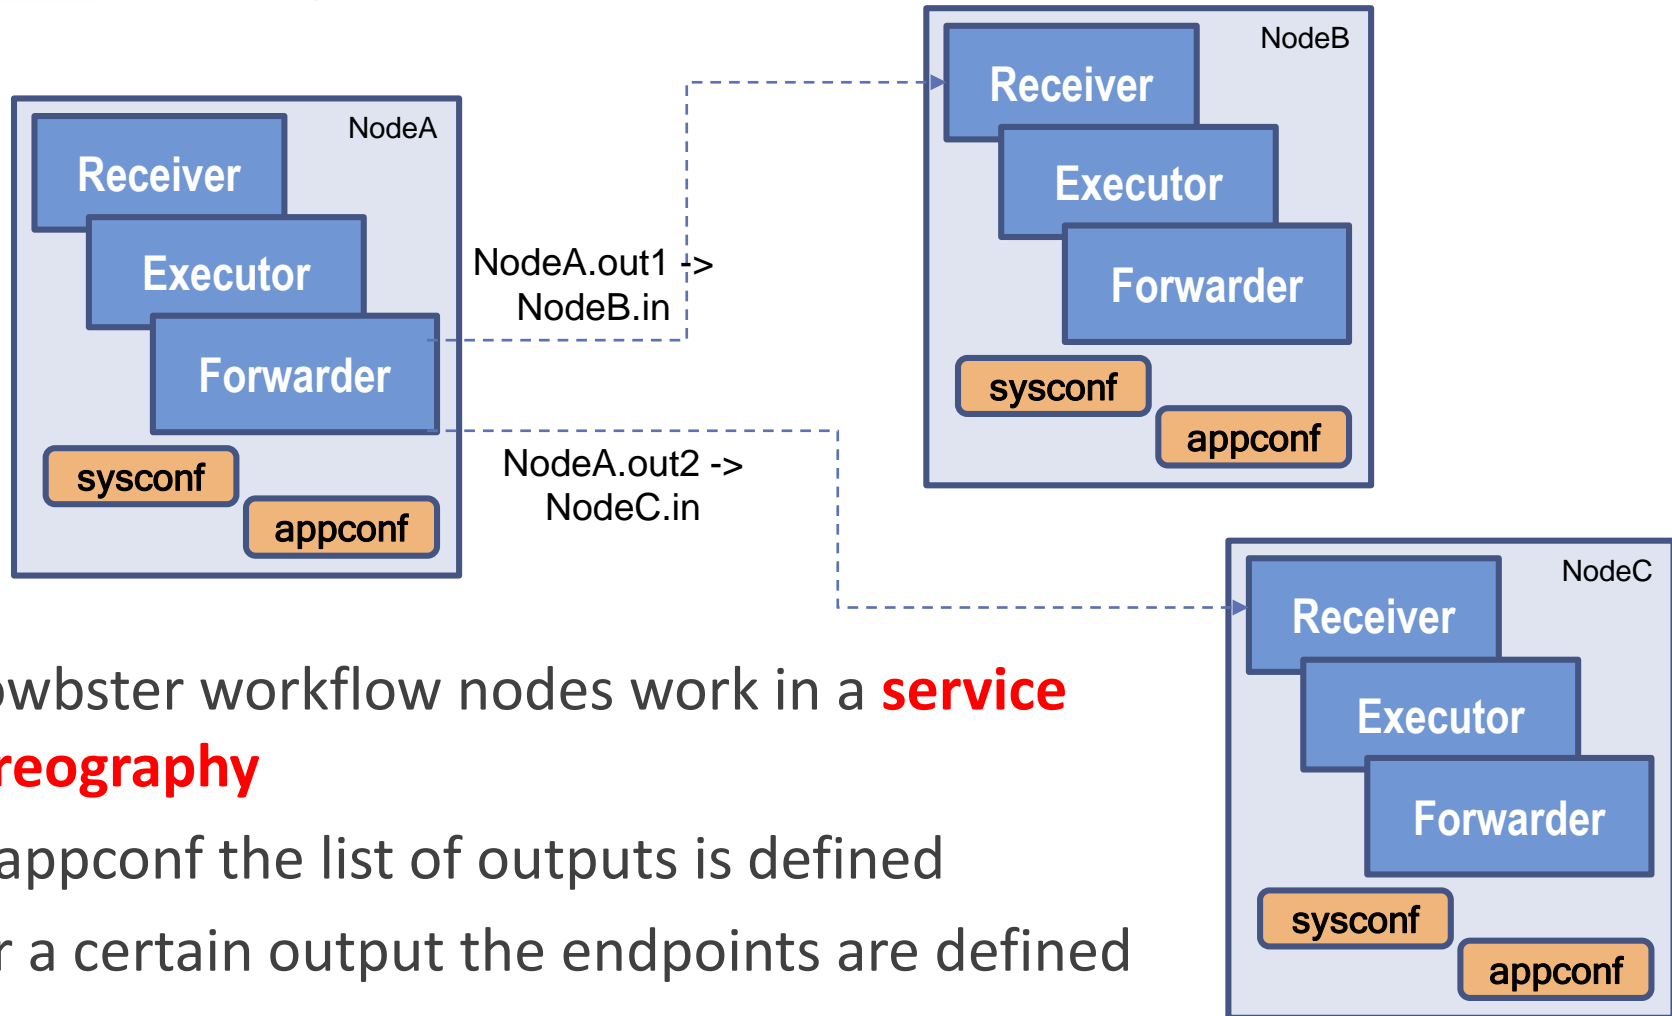 NodeB
Receiver
Executor
Forwarder
sysconf
appconf
NodeA
Receiver
Executor
Forwarder
sysconf
appconf
NodeA.out1 ->
NodeB.in
NodeA.out2 ->
NodeC.in
NodeC
Receiver
Executor
Forwarder
sysconf
appconf
owbster workflow nodes work in a service
reography
appconf the list of outputs is defined
r a certain output the endpoints are defined